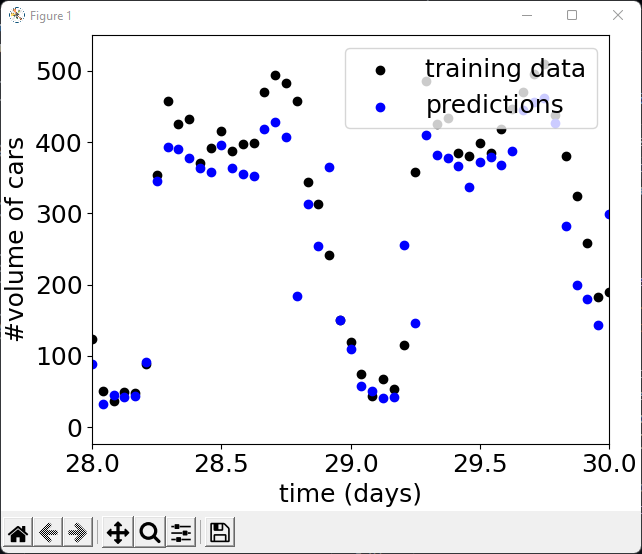 Figure 1
training data
predictions
500
400
300
200
100
0
#volume of cars
28.0 28.5 29.0 29.5 30.0
time (days)